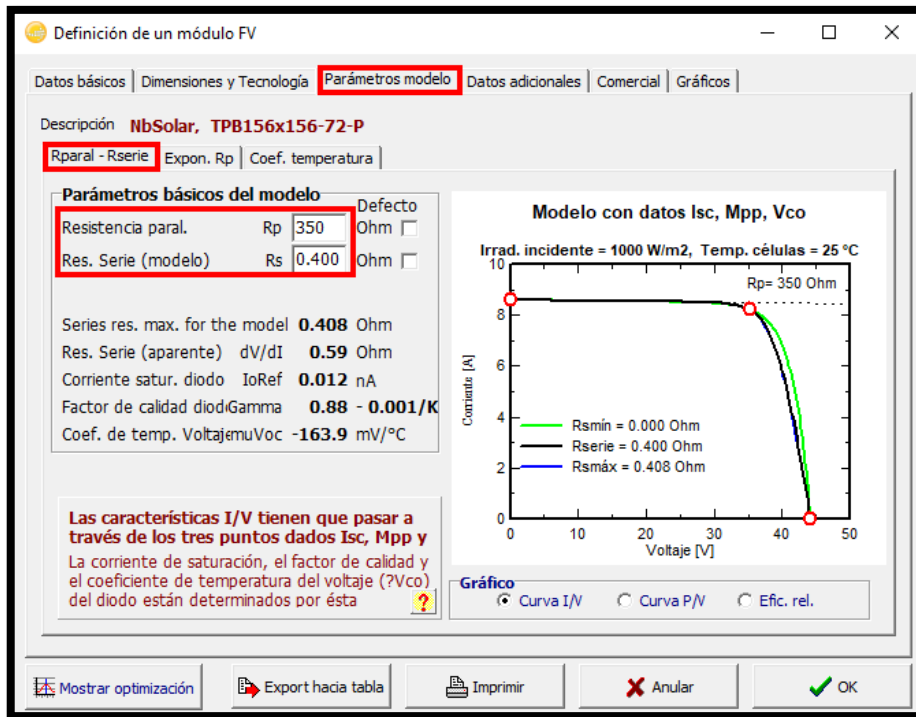 Definición de un módulo FV
Datos básicos Dimensiones y Tecnología Parámetros modelo Datos adicionales Comercial Gráficos
Descripción NbSolar, TPB156x156-72-P
Rparal - Rserie Expon. Rp Coef. temperatura
Parámetros básicos del modelo
Defecto
Resistencia paral. Rp 350 Ohm
Res. Serie (modelo) Rs 0.400 Ohm
Series res. max. for the model 0.408 Ohm
Res. Serie (aparente) dV/dI 0.59 Ohm
Corriente satur. diodo IoRef 0.012 nA
Factor de calidad diodGamma 0.88 - 0.001/K
Coef. de temp. VoltajemuVoc -163.9 mV/°C
Las características I/V tienen que pasar a
través de los tres puntos dados Isc, Mpp y
La corriente de saturación, el factor de calidad y
el coeficiente de temperatura del voltaje (?Vco)
del diodo están determinados por ésta
?
Modelo con datos Isc, Mpp, Vco
Irrad. incidente = 1000 W/m2, Temp. células = 25 °C
10
Rp= 350 Ohm
8
6
Corriente [A]
4
Rsmín = 0.000 Ohm
Rserie = 0.400 Ohm
2
Rsmáx = 0.408 Ohm
0
0 10 20 30 40 50
Voltaje [V]
Gráfico
Curva I/V Curva P/V Efic. rel.
Mostrar optimización Export hacia tabla Imprimir Anular OK